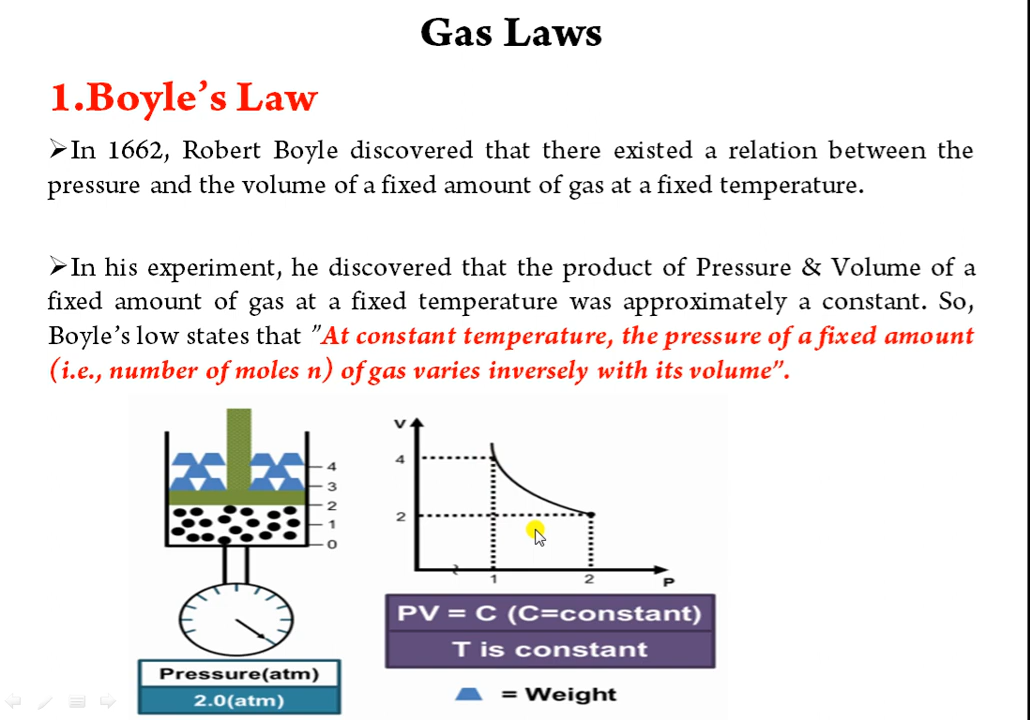 Gas Laws
1.Boyle's Law
➢In 1662, Robert Boyle discovered that there existed a relation between the
pressure and the volume of a fixed amount of gas at a fixed temperature.
➢In his experiment, he discovered that the product of Pressure & Volume of a
fixed amount of gas at a fixed temperature was approximately a constant. So,
Boyle's low states that "At constant temperature, the pressure of a fixed amount
(i.e., number of moles n) of gas varies inversely with its volume".
4
3
2
1
0
Pressure(atm)
2.0(atm)
V
4
2
1 2 P
PV = C (C=constant)
T is constant
= Weight